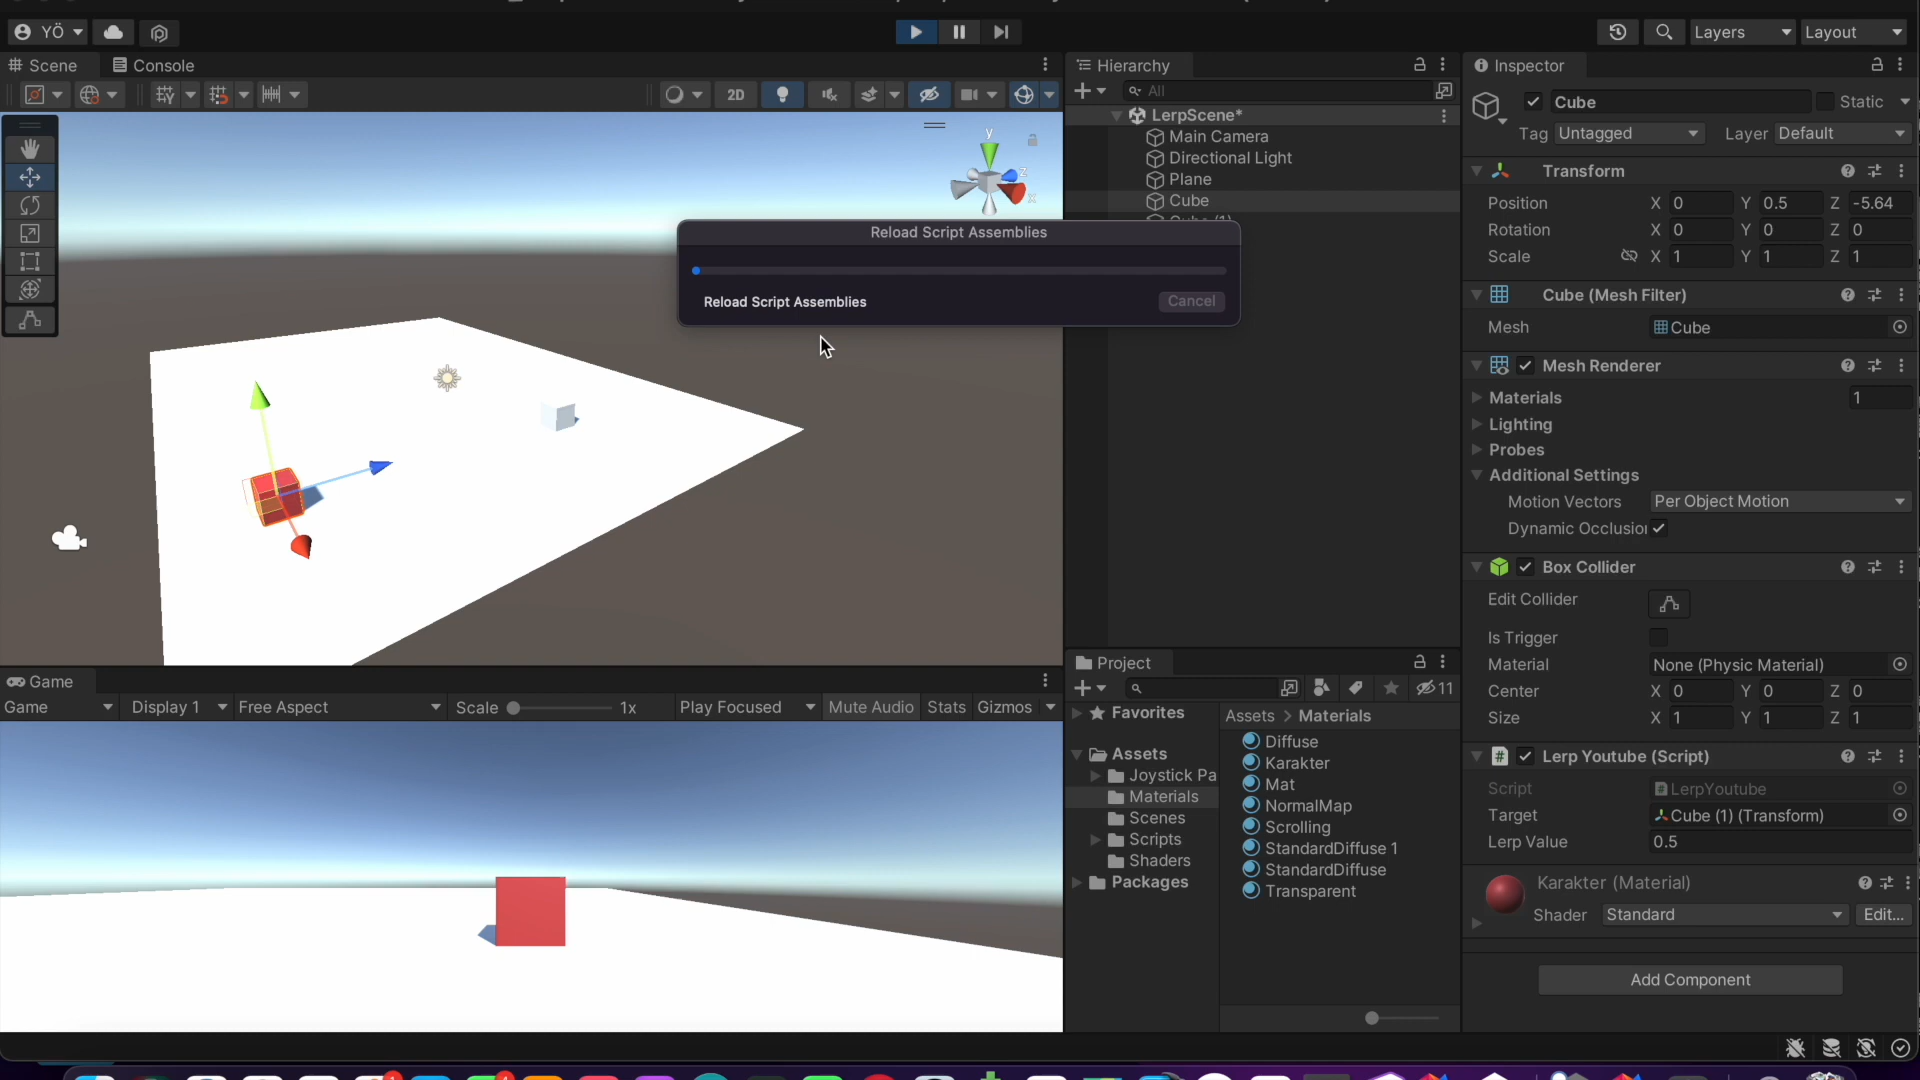 YÖ
Layers
Layout
Scene
Console
2D
Y
Z
X
Hierarchy
All
LerpScene*
Main Camera
Directional Light
Plane
Cube
Cube (1)
Reload Script Assemblies
Reload Script Assemblies
Cancel
Inspector
Cube
Static
Tag Untagged
Layer Default
Transform
Position X 0 Y 0.5 Z -5.64
Rotation X 0 Y 0 Z 0
Scale X 1 Y 1 Z 1
Cube (Mesh Filter)
Mesh Cube
Mesh Renderer
Materials 1
Lighting
Probes
Additional Settings
Motion Vectors Per Object Motion
Dynamic Occlusion
Box Collider
Edit Collider
Is Trigger
Material None (Physic Material)
Center X 0 Y 0 Z 0
Size X 1 Y 1 Z 1
Lerp Youtube (Script)
Script LerpYoutube
Target Cube (1) (Transform)
Lerp Value 0.5
Karakter (Material)
Shader Standard Edit...
Add Component
Game
Game Display 1 Free Aspect Scale 1x Play Focused Mute Audio Stats Gizmos
Project
11
Favorites
Assets
Joystick Pa
Materials
Scenes
Scripts
Shaders
Packages
Assets > Materials
Diffuse
Karakter
Mat
NormalMap
Scrolling
StandardDiffuse 1
StandardDiffuse
Transparent